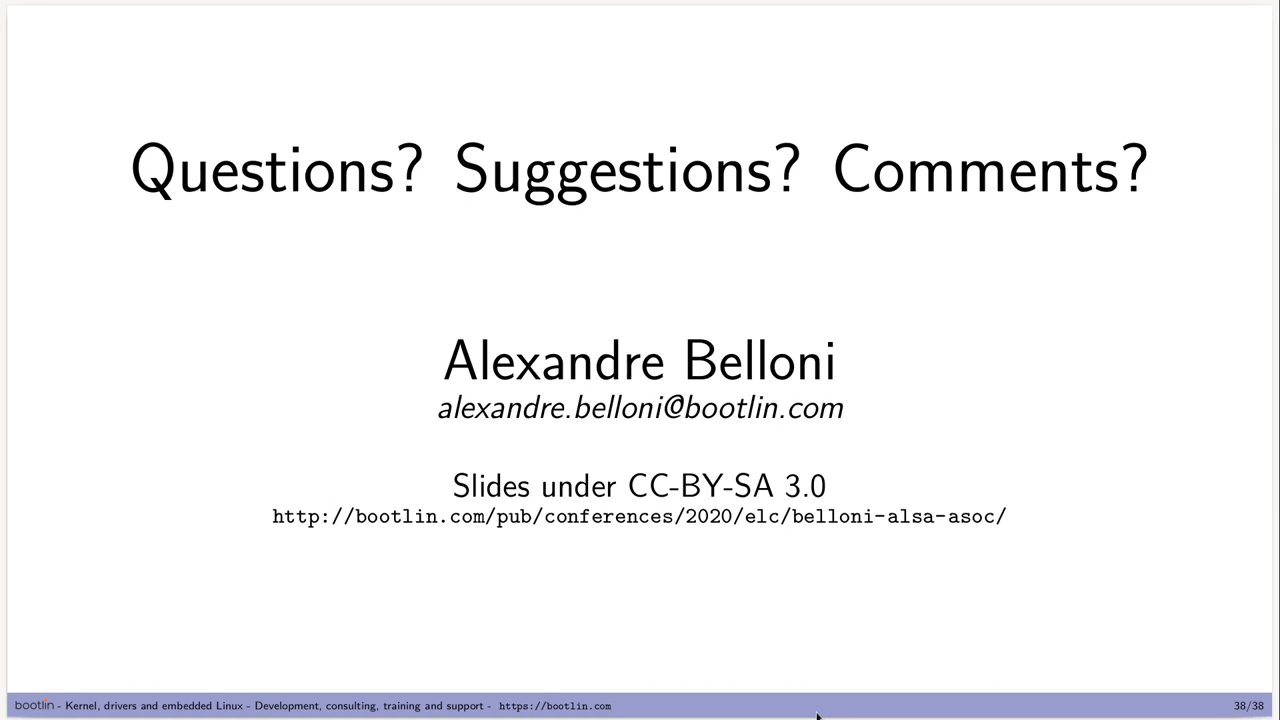 Questions? Suggestions? Comments?
Alexandre Belloni
alexandre.belloni@bootlin.com
Slides under CC-BY-SA 3.0
http://bootlin.com/pub/conferences/2020/elc/belloni-alsa-asoc/
bootlin - Kernel, drivers and embedded Linux - Development, consulting, training and support - https://bootlin.com 38/38